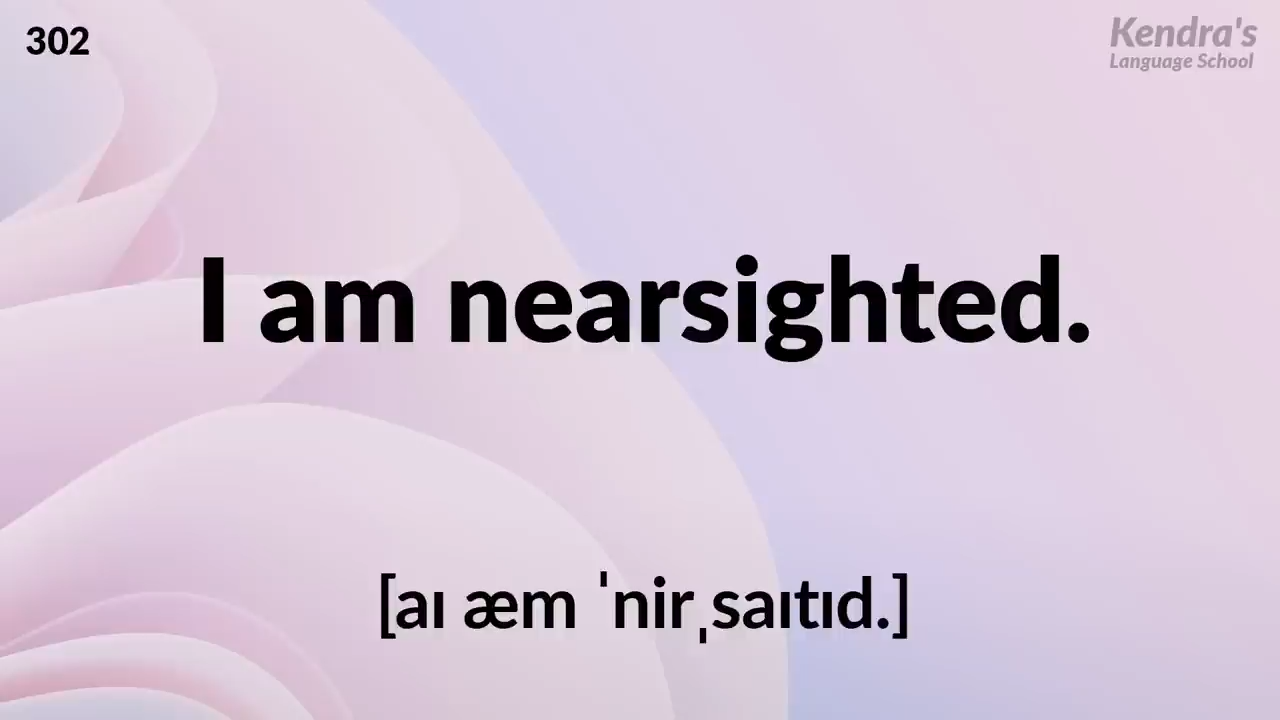 302
Kendra's
Language School
I am nearsighted.
[aɪ æm ˈnirˌsaɪtɪd.]